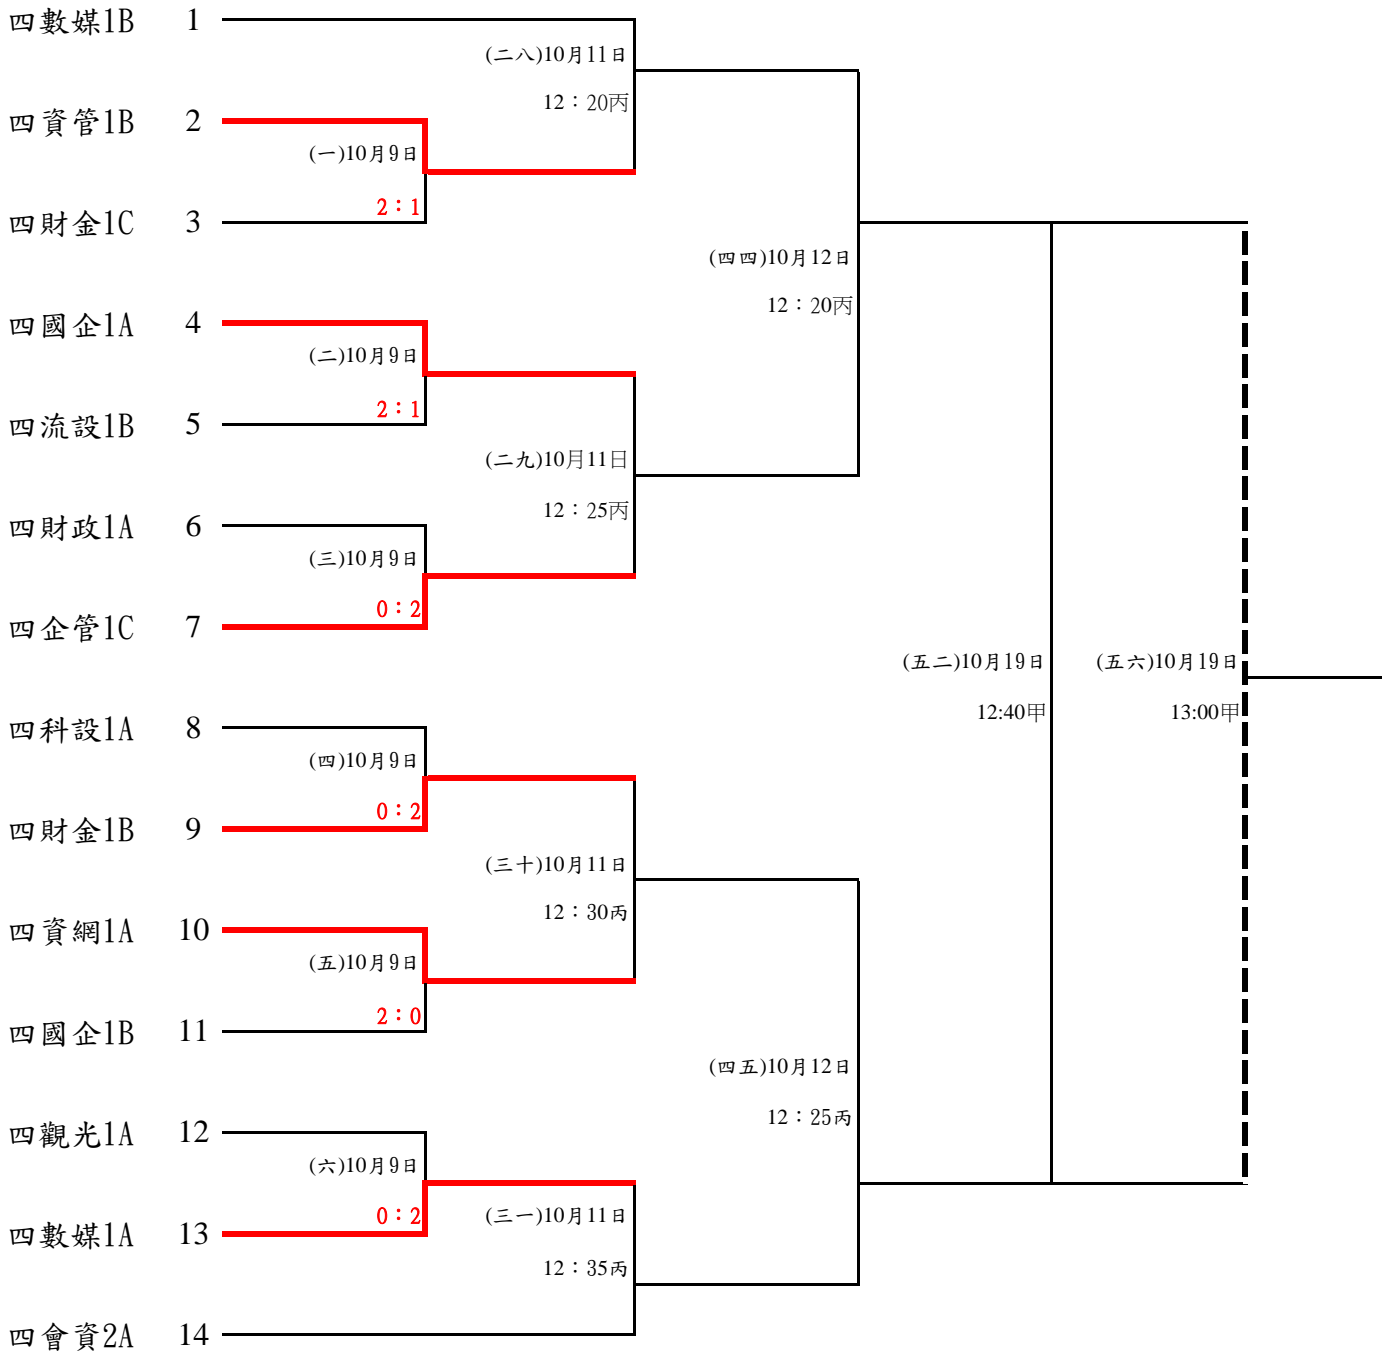 四數媒1B 1
(二八)10月11日
12：20丙
四資管1B 2
(一)10月9日
2：1
四財金1C 3
(四四)10月12日
12：20丙
四國企1A 4
(二)10月9日
2：1
四流設1B 5
(二九)10月11日
12：25丙
四財政1A 6
(三)10月9日
0：2
四企管1C 7
(五二)10月19日
12:40甲
(五六)10月19日
13:00甲
四科設1A 8
(四)10月9日
0：2
四財金1B 9
(三十)10月11日
12：30丙
四資網1A 10
(五)10月9日
2：0
四國企1B 11
(四五)10月12日
12：25丙
四觀光1A 12
(六)10月9日
0：2
四數媒1A 13
(三一)10月11日
12：35丙
四會資2A 14